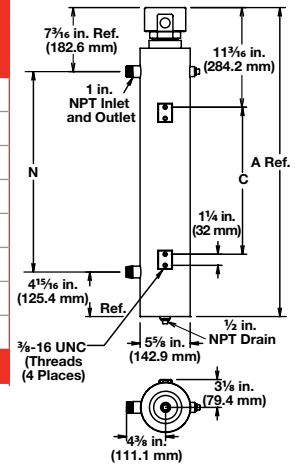 7³⁄₁₆ in. Ref.
(182.6 mm)
11³⁄₁₆ in.
(284.2 mm)
1 in.
NPT Inlet
and Outlet
A Ref.
N
C
1¼ in.
(32 mm)
4¹⁵⁄₁₆ in.
(125.4 mm)
Ref.
³⁄₈-16 UNC
(Threads
(4 Places)
5⅝ in.
(142.9 mm)
½ in.
NPT Drain
3⅛ in.
(79.4 mm)
4⅜ in.
(111.1 mm)